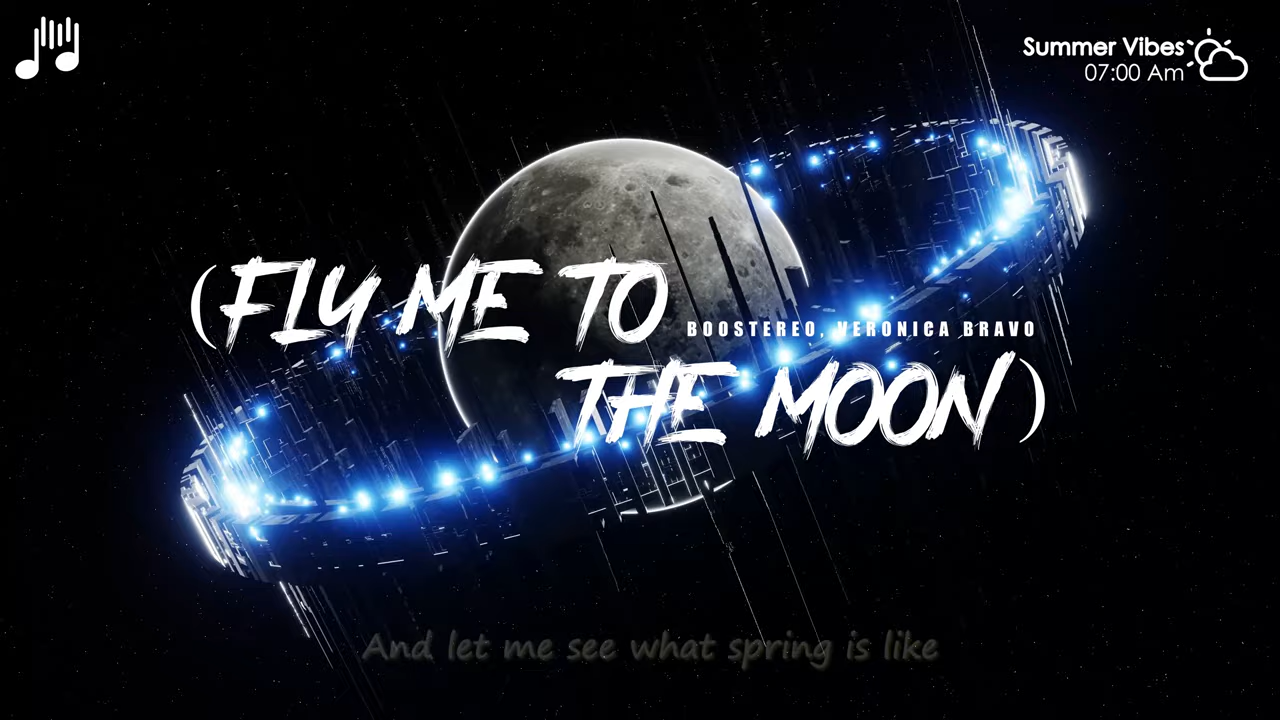 Summer Vibes
07:00 Am
(FLY ME TO
BOOSTEREO, VERONICA BRAVO
THE MOON)
And let me see what spring is like